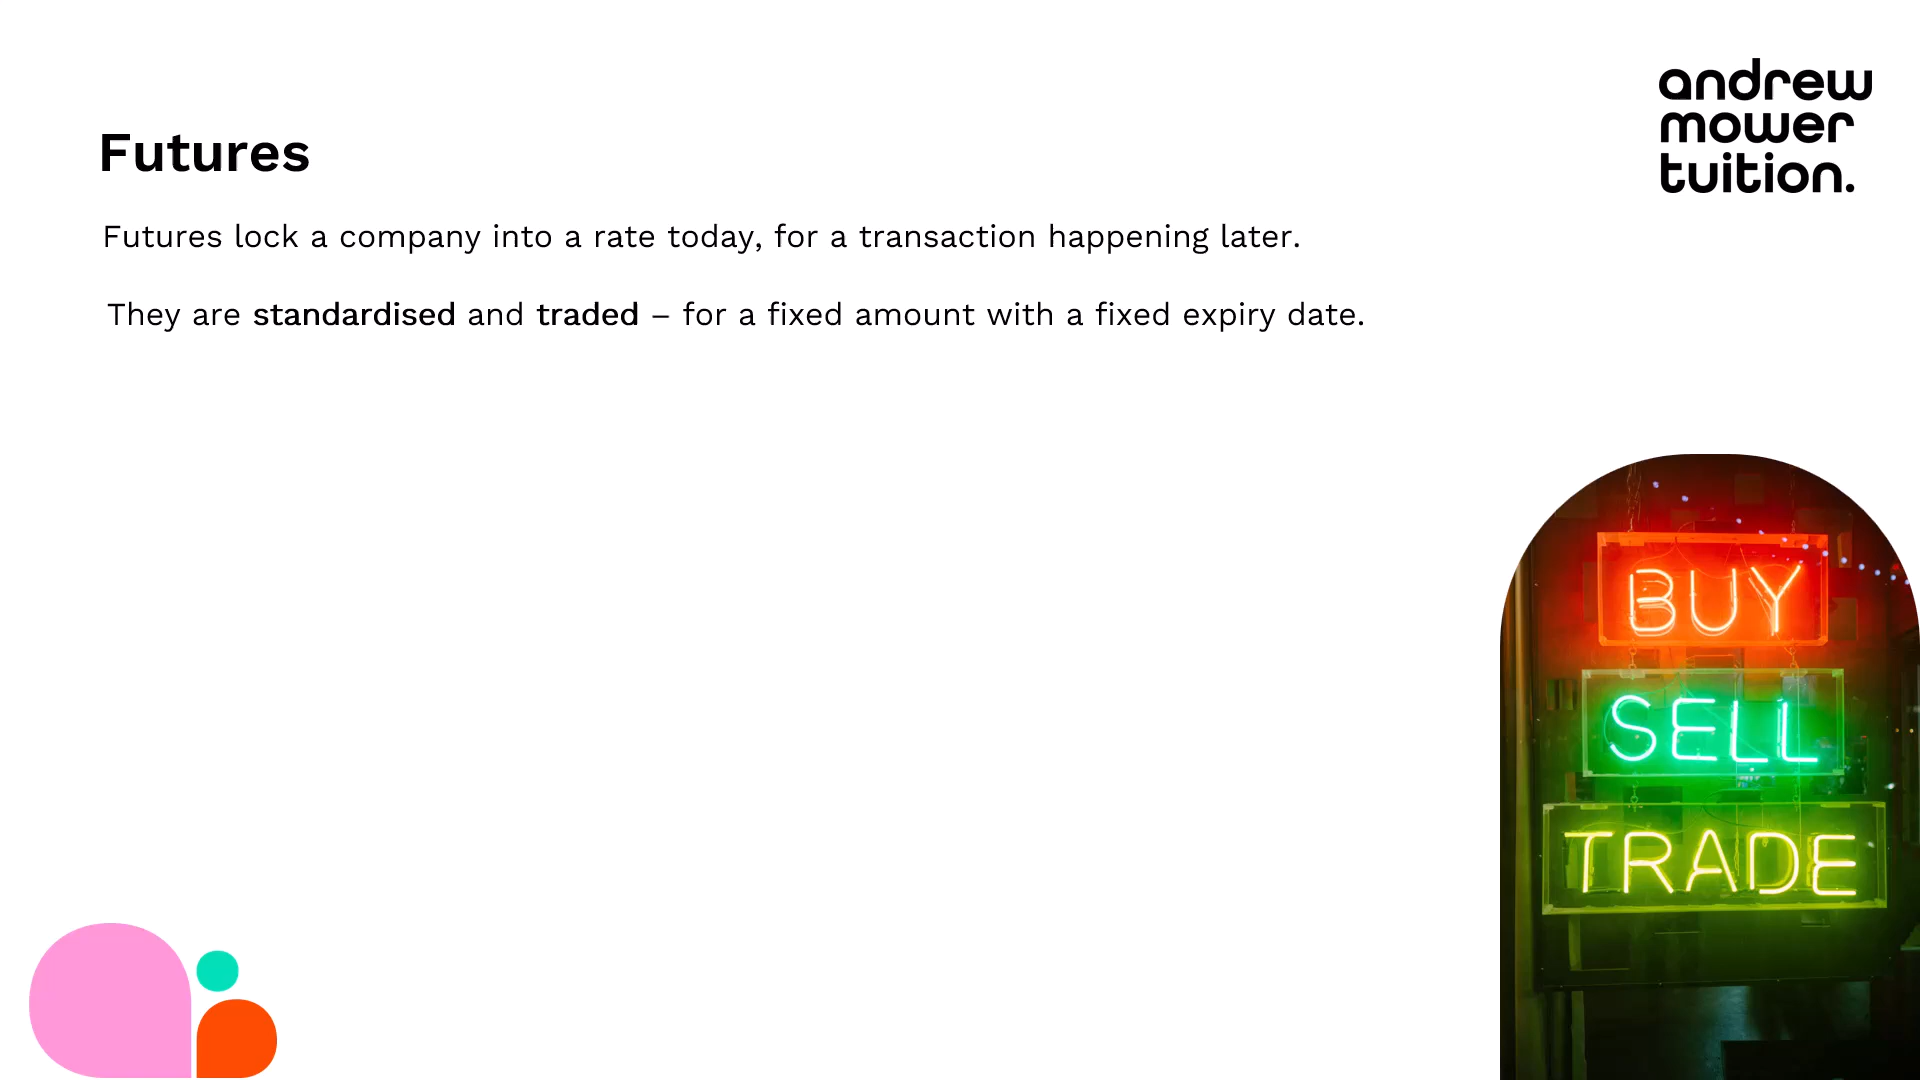 andrew
mower
tuition.
Futures
Futures lock a company into a rate today, for a transaction happening later.
They are standardised and traded – for a fixed amount with a fixed expiry date.
BUY
SELL
TRADE